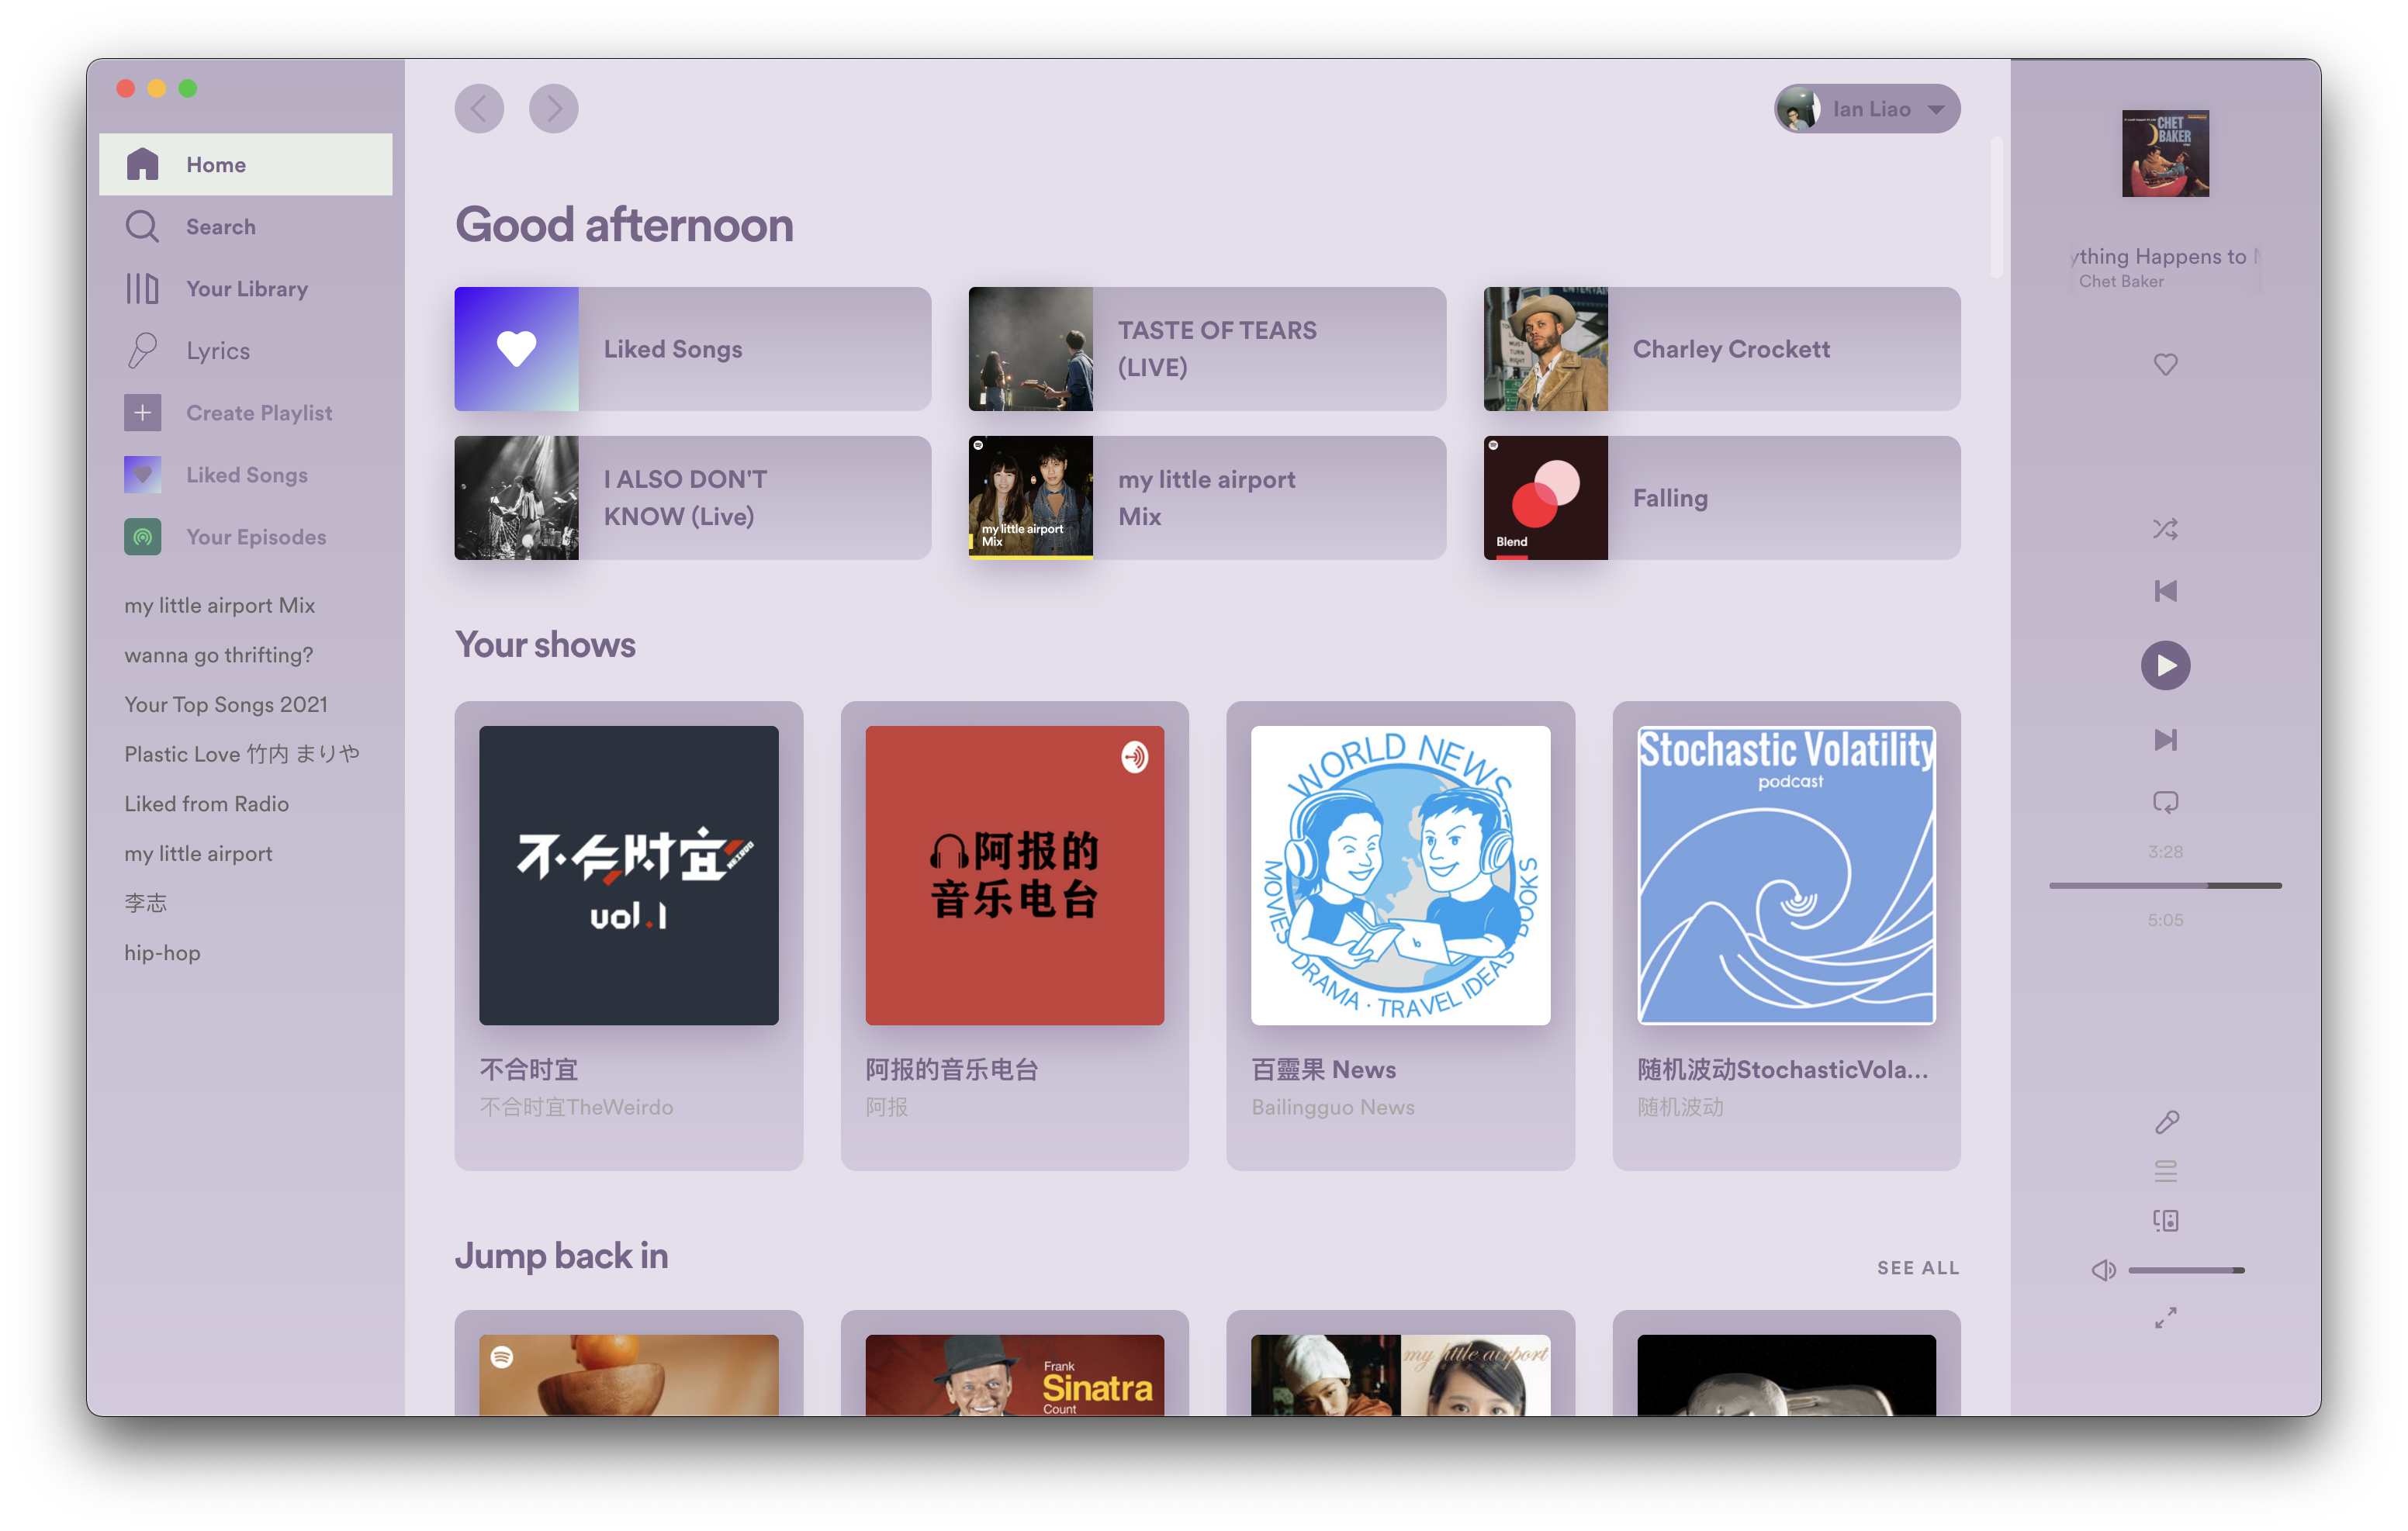 Home
Search
Your Library
Lyrics
Create Playlist
Liked Songs
Your Episodes
my little airport Mix
wanna go thrifting?
Your Top Songs 2021
Plastic Love 竹内 まりや
Liked from Radio
my little airport
李志
hip-hop
Ian Liao
Good afternoon
Liked Songs
TASTE OF TEARS
(LIVE)
Charley Crockett
I ALSO DON'T
KNOW (Live)
my little airport
Mix
my little airport
Mix
Blend
Falling
Your shows
不合时宜
WEIRDO
vol.1
不合时宜
不合时宜TheWeirdo
阿报的
音乐电台
阿报的音乐电台
阿报
WORLD NEWS
MOVIES · DRAMA · TRAVEL IDEAS · BOOKS
百靈果 News
Bailingguo News
Stochastic Volatility
podcast
随机波动StochasticVola...
随机波动
Jump back in
SEE ALL
Frank
Sinatra
Count
my little airport
CHET
BAKER
ything Happens to
Chet Baker
3:28
5:05